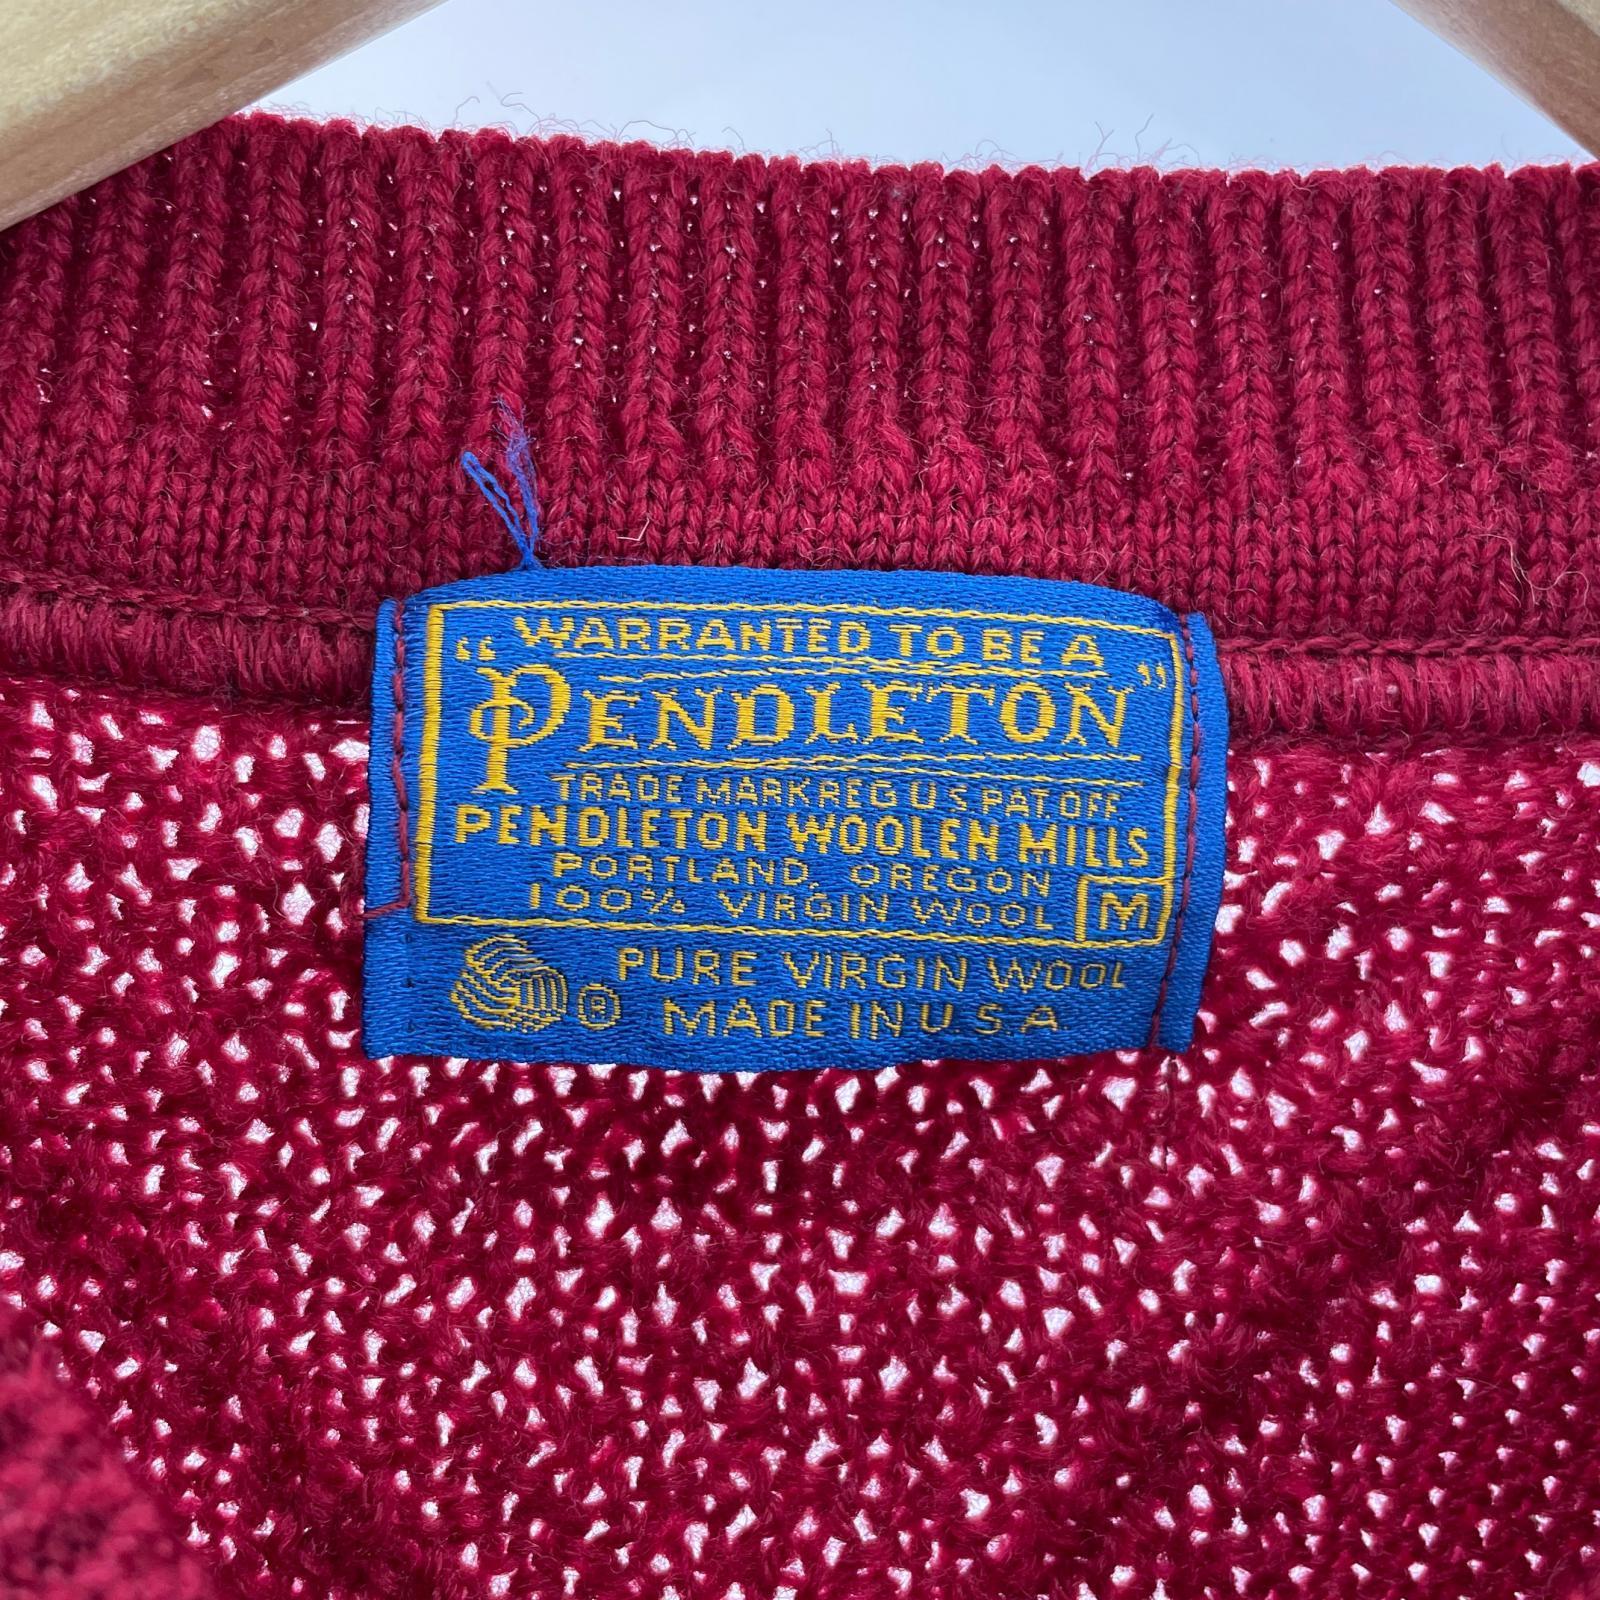 "WARRANTED TO BE A
PENDLETON"
TRADE MARK REG U S. PAT. OFF.
PENDLETON WOOLEN MILLS
PORTLAND, OREGON
100% VIRGIN WOOL M
® PURE VIRGIN WOOL
MADE IN U.S.A.